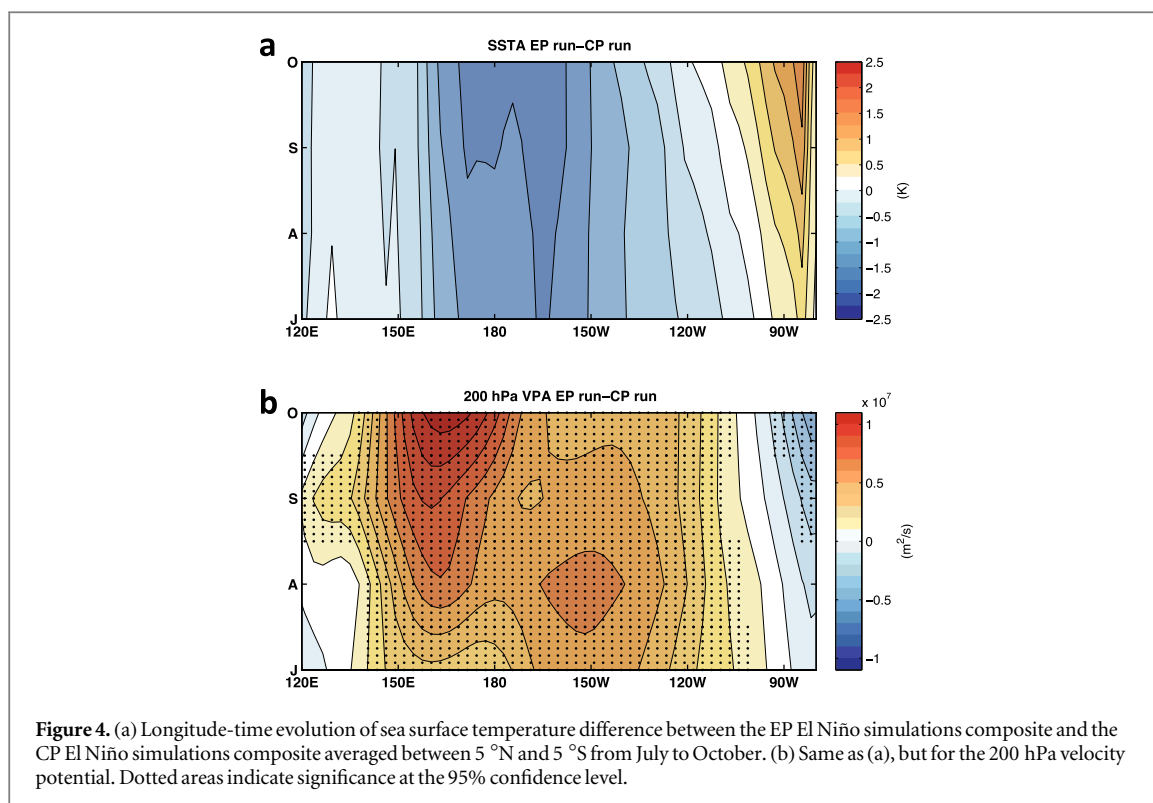 a
SSTA EP run–CP run
O
S
A
J
120E 150E 180 150W 120W 90W
2.5
2
1.5
1
0.5
0
−0.5
−1
−1.5
−2
−2.5
(K)
b
200 hPa VPA EP run–CP run
O
S
A
J
120E 150E 180 150W 120W 90W
x 10^7
1
0.5
0
−0.5
−1
(m²/s)
Figure 4. (a) Longitude-time evolution of sea surface temperature difference between the EP El Niño simulations composite and the
CP El Niño simulations composite averaged between 5 °N and 5 °S from July to October. (b) Same as (a), but for the 200 hPa velocity
potential. Dotted areas indicate significance at the 95% confidence level.